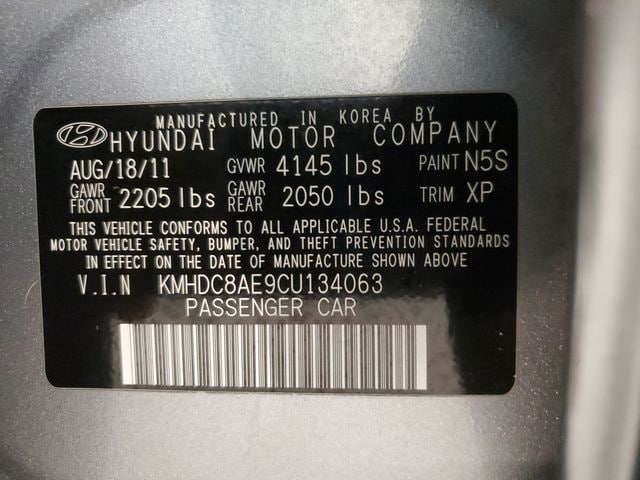 MANUFACTURED IN KOREA BY
HYUNDAI MOTOR COMPANY
AUG/18/11 GVWR 4145 lbs PAINT N5S
GAWR FRONT 2205 lbs GAWR REAR 2050 lbs TRIM XP
THIS VEHICLE CONFORMS TO ALL APPLICABLE U.S.A. FEDERAL
MOTOR VEHICLE SAFETY, BUMPER, AND THEFT PREVENTION STANDARDS
IN EFFECT ON THE DATE OF MANUFACTURE SHOWN ABOVE
V.I.N KMHDC8AE9CU134063
PASSENGER CAR